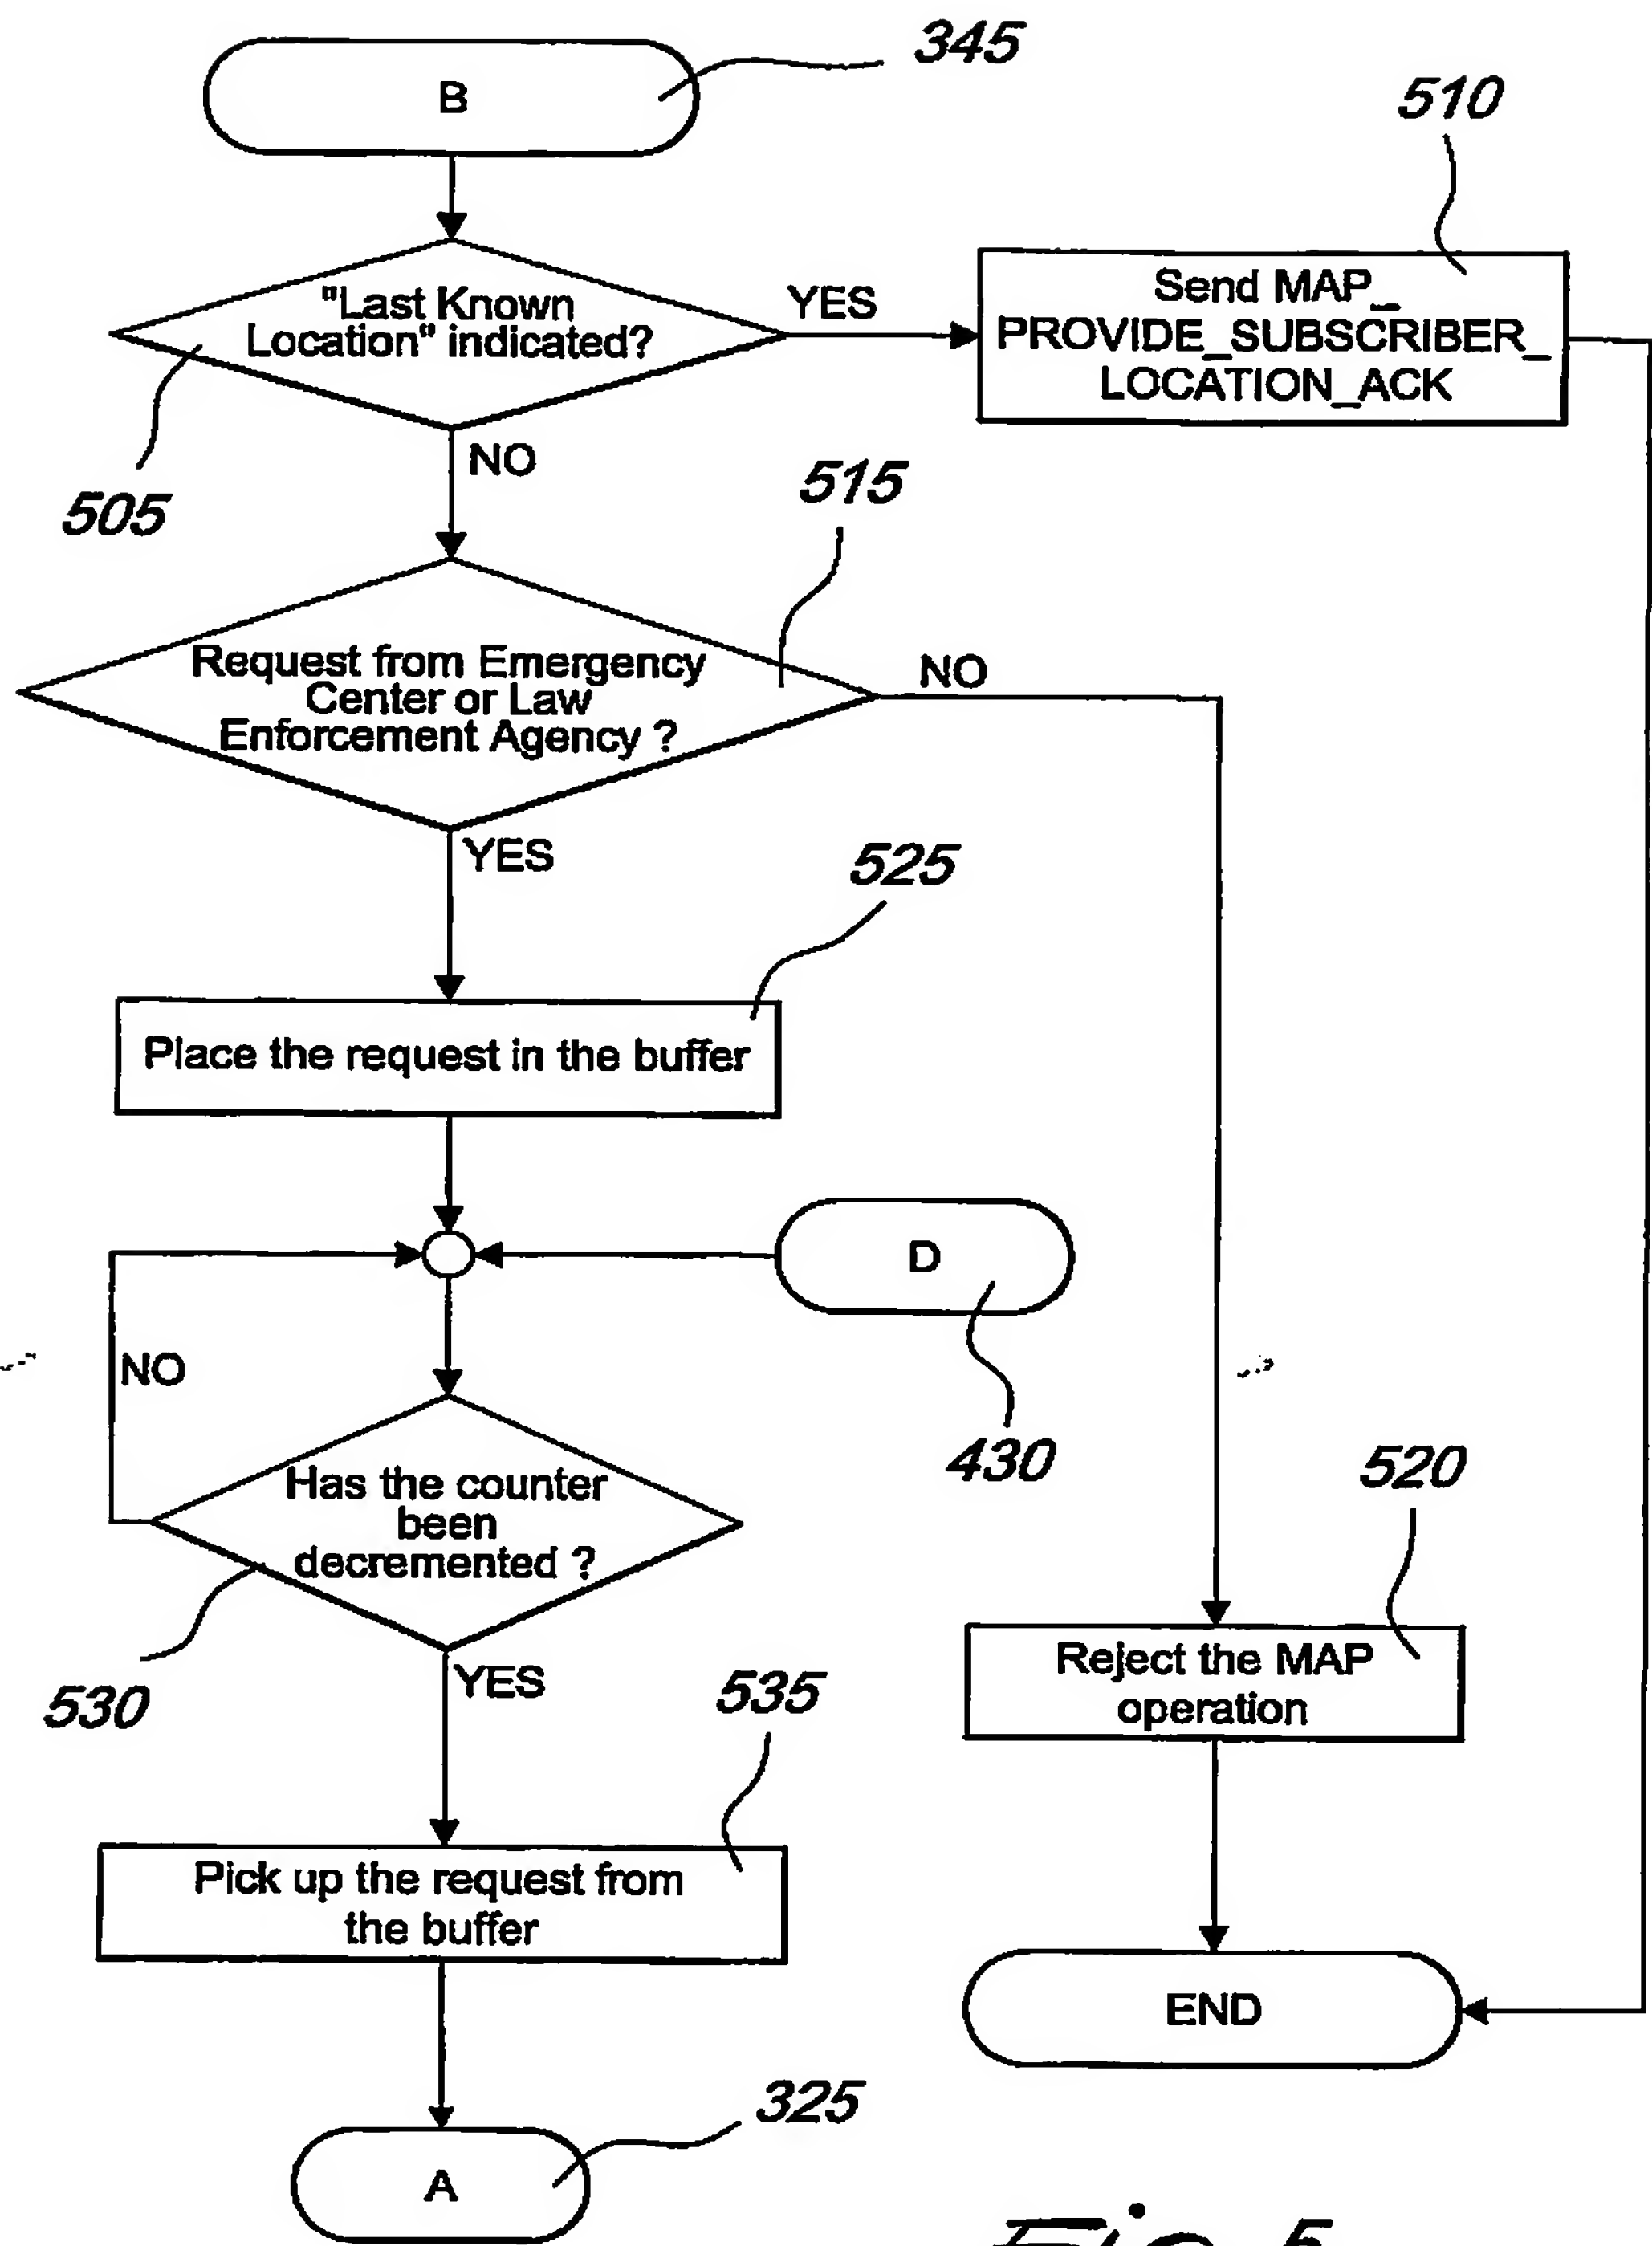 345
B
510
"Last Known
Location" indicated?
YES
Send MAP_
PROVIDE_SUBSCRIBER_
LOCATION_ACK
505
NO
515
Request from Emergency
Center or Law
Enforcement Agency ?
NO
YES
525
Place the request in the buffer
D
NO
430
Has the counter
been
decremented ?
520
530
YES
535
Reject the MAP
operation
Pick up the request from
the buffer
END
325
A
Fig. 5